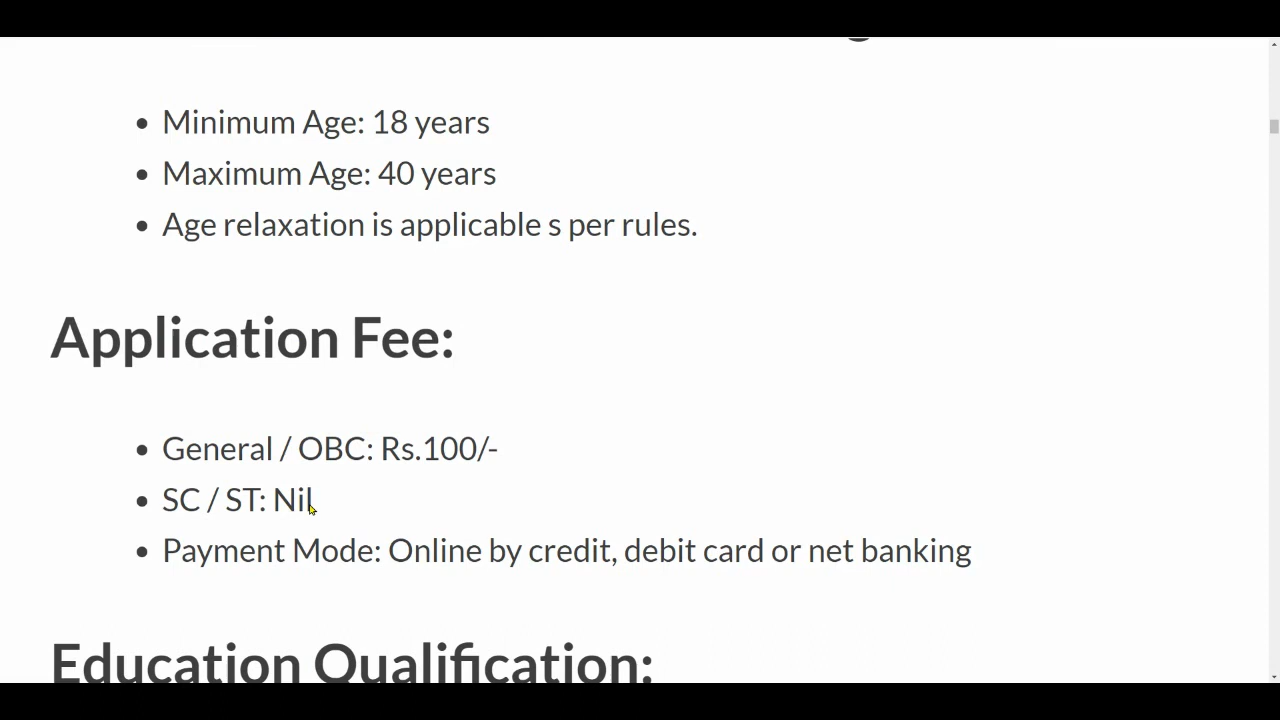 Minimum Age: 18 years
Maximum Age: 40 years
Age relaxation is applicable s per rules.
Application Fee:
General / OBC: Rs.100/-
SC / ST: Nil
Payment Mode: Online by credit, debit card or net banking
Education Qualification: